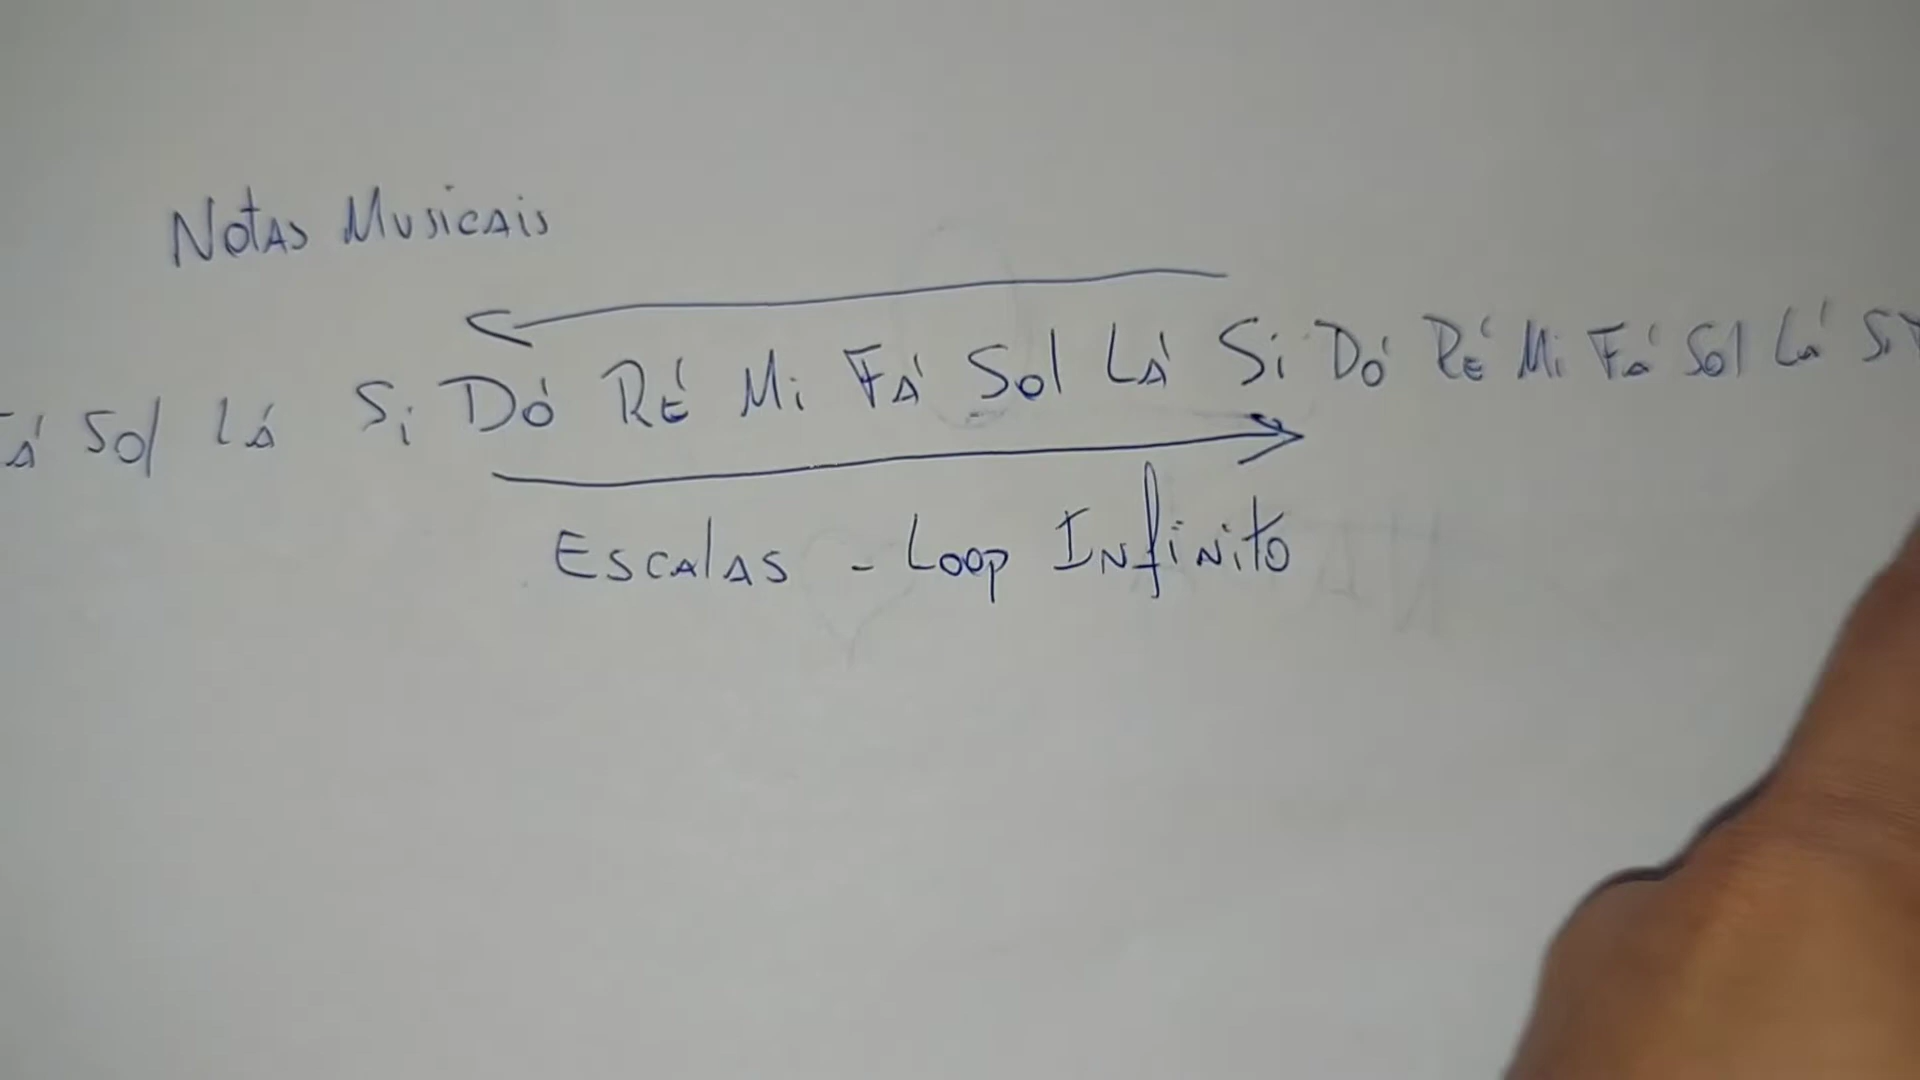 Notas Musicais
Sol Lá Si Dó Ré Mi Fá Sol Lá Si Dó Ré Mi Fá Sol Lá Si
Escalas - Loop Infinito